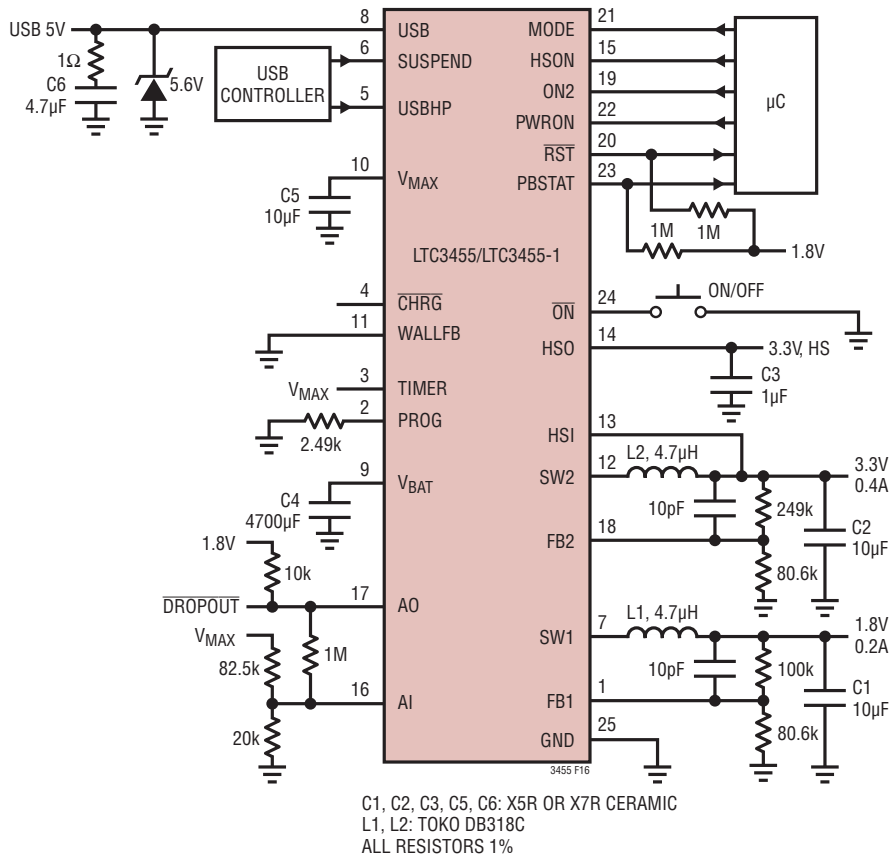 USB 5V
8
USB
MODE
21
1Ω
C6
4.7µF
5.6V
USB
CONTROLLER
6
SUSPEND
5
USBHP
HSON
15
ON2
19
PWRON
22
RST
20
PBSTAT
23
µC
1M
1M
1.8V
10
VMAX
C5
10µF
LTC3455/LTC3455-1
4
CHRG
11
WALLFB
ON
24
ON/OFF
HSO
14
3.3V, HS
C3
1µF
VMAX
3
TIMER
2
PROG
2.49k
HSI
13
9
VBAT
C4
4700µF
SW2
12
L2, 4.7µH
3.3V
0.4A
10pF
249k
C2
10µF
FB2
18
80.6k
1.8V
10k
DROPOUT
17
AO
VMAX
82.5k
1M
16
AI
20k
SW1
7
L1, 4.7µH
1.8V
0.2A
10pF
100k
C1
10µF
FB1
1
80.6k
GND
25
3455 F16
C1, C2, C3, C5, C6: X5R OR X7R CERAMIC
L1, L2: TOKO DB318C
ALL RESISTORS 1%